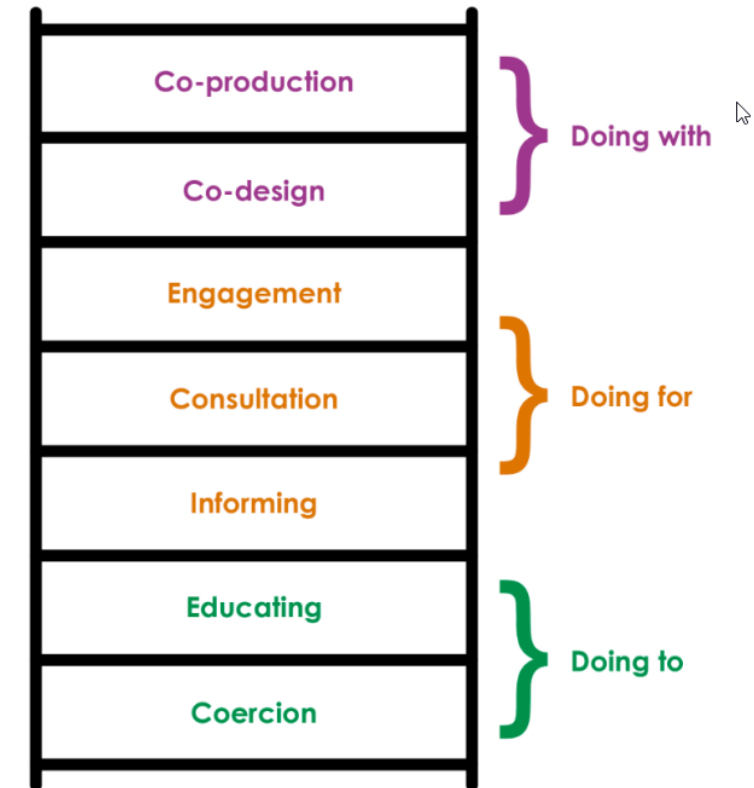 Co-production
Doing with
Co-design
Engagement
Consultation
Doing for
Informing
Educating
Doing to
Coercion